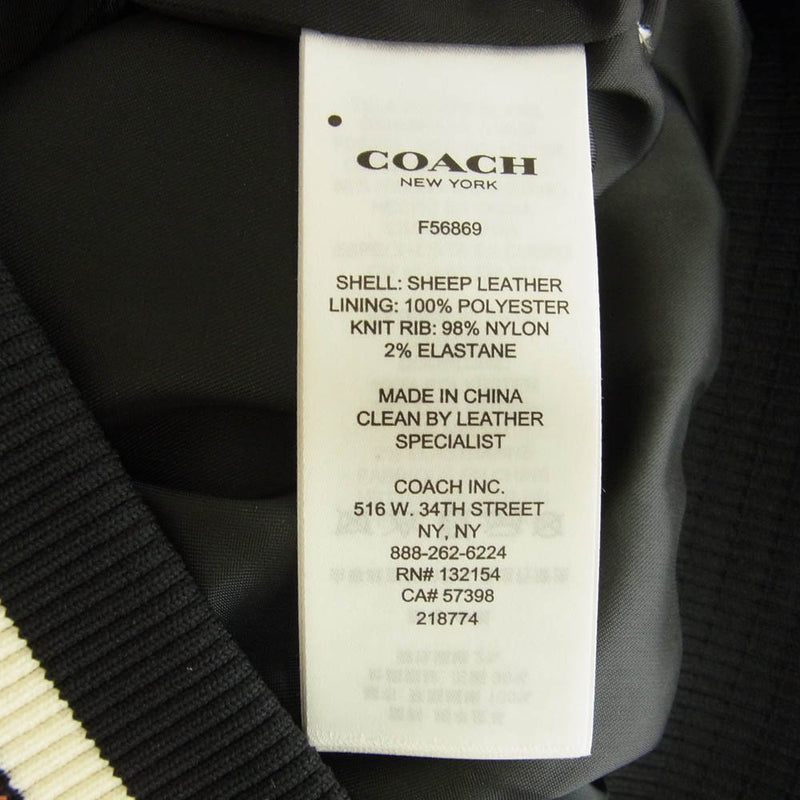 COACH
NEW YORK
F56869
SHELL: SHEEP LEATHER
LINING: 100% POLYESTER
KNIT RIB: 98% NYLON
2% ELASTANE
MADE IN CHINA
CLEAN BY LEATHER
SPECIALIST
COACH INC.
516 W. 34TH STREET
NY, NY
888-262-6224
RN# 132154
CA# 57398
218774